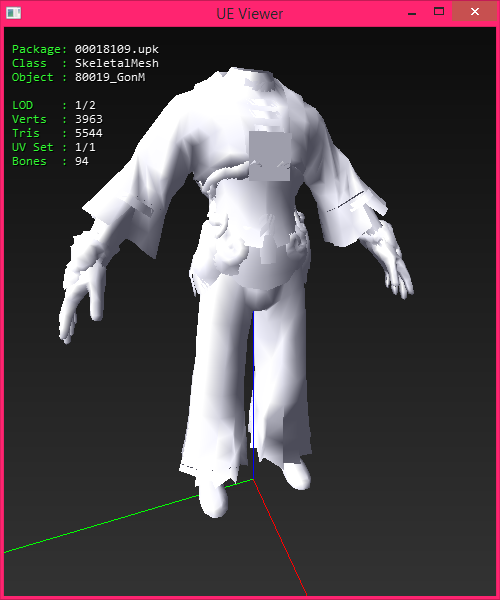 UE Viewer
Package: 00018109.upk
Class : SkeletalMesh
Object : 80019_GonM
LOD : 1/2
Verts : 3963
Tris : 5544
UV Set : 1/1
Bones : 94